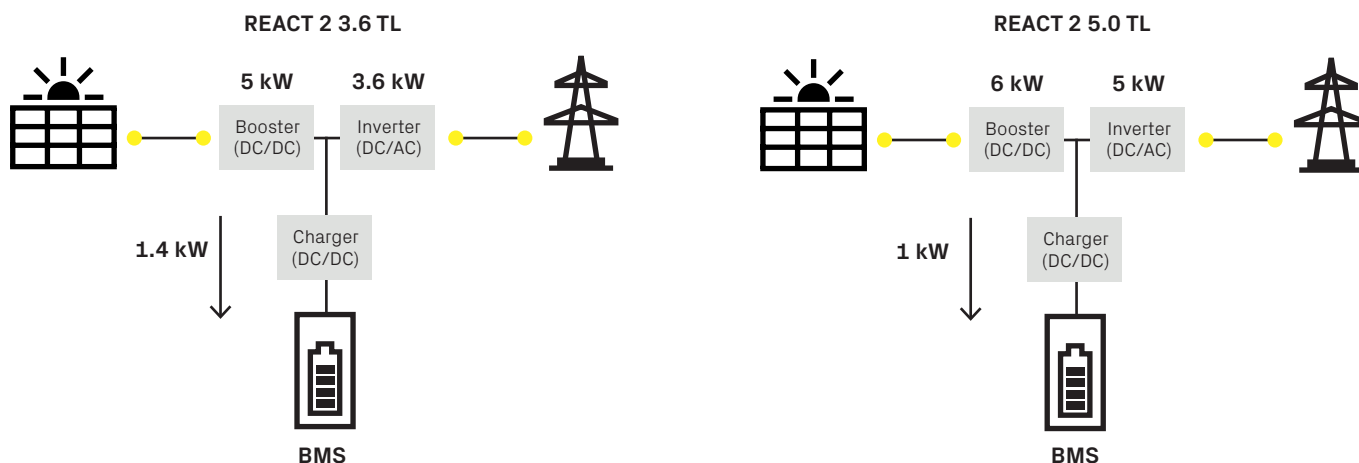 REACT 2 3.6 TL
5 kW
3.6 kW
Booster
(DC/DC)
Inverter
(DC/AC)
1.4 kW
Charger
(DC/DC)
BMS
REACT 2 5.0 TL
6 kW
5 kW
Booster
(DC/DC)
Inverter
(DC/AC)
1 kW
Charger
(DC/DC)
BMS